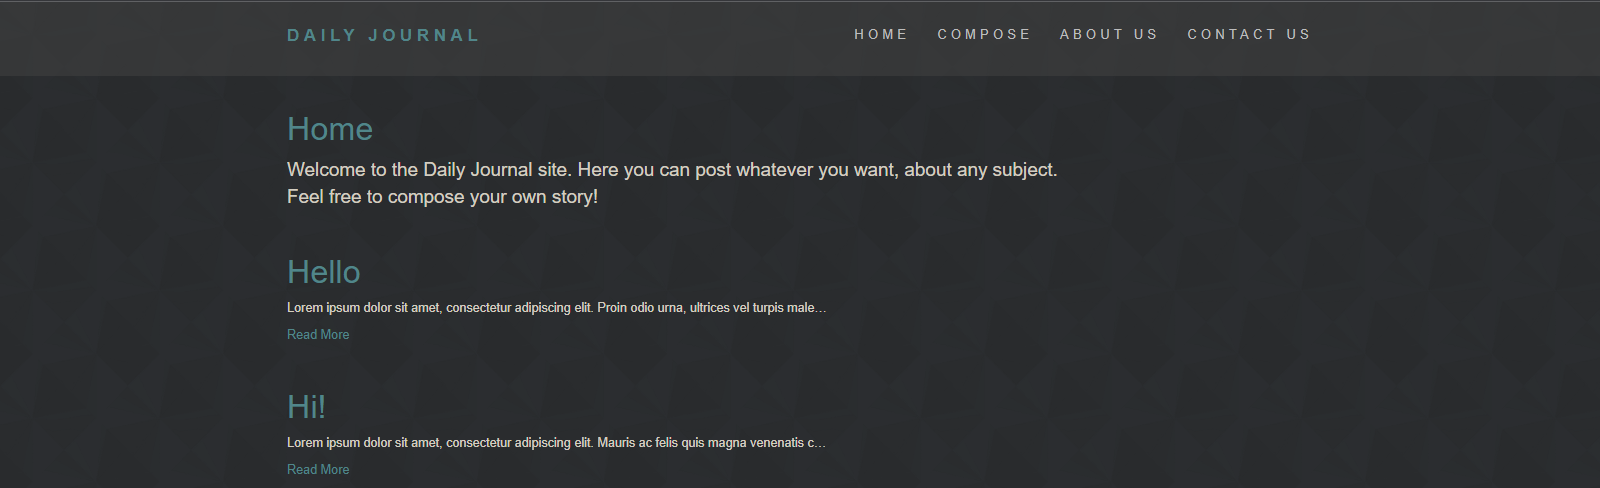 DAILY JOURNAL
HOME COMPOSE ABOUT US CONTACT US
Home
Welcome to the Daily Journal site. Here you can post whatever you want, about any subject.
Feel free to compose your own story!
Hello
Lorem ipsum dolor sit amet, consectetur adipiscing elit. Proin odio urna, ultrices vel turpis male...
Read More
Hi!
Lorem ipsum dolor sit amet, consectetur adipiscing elit. Mauris ac felis quis magna venenatis c...
Read More